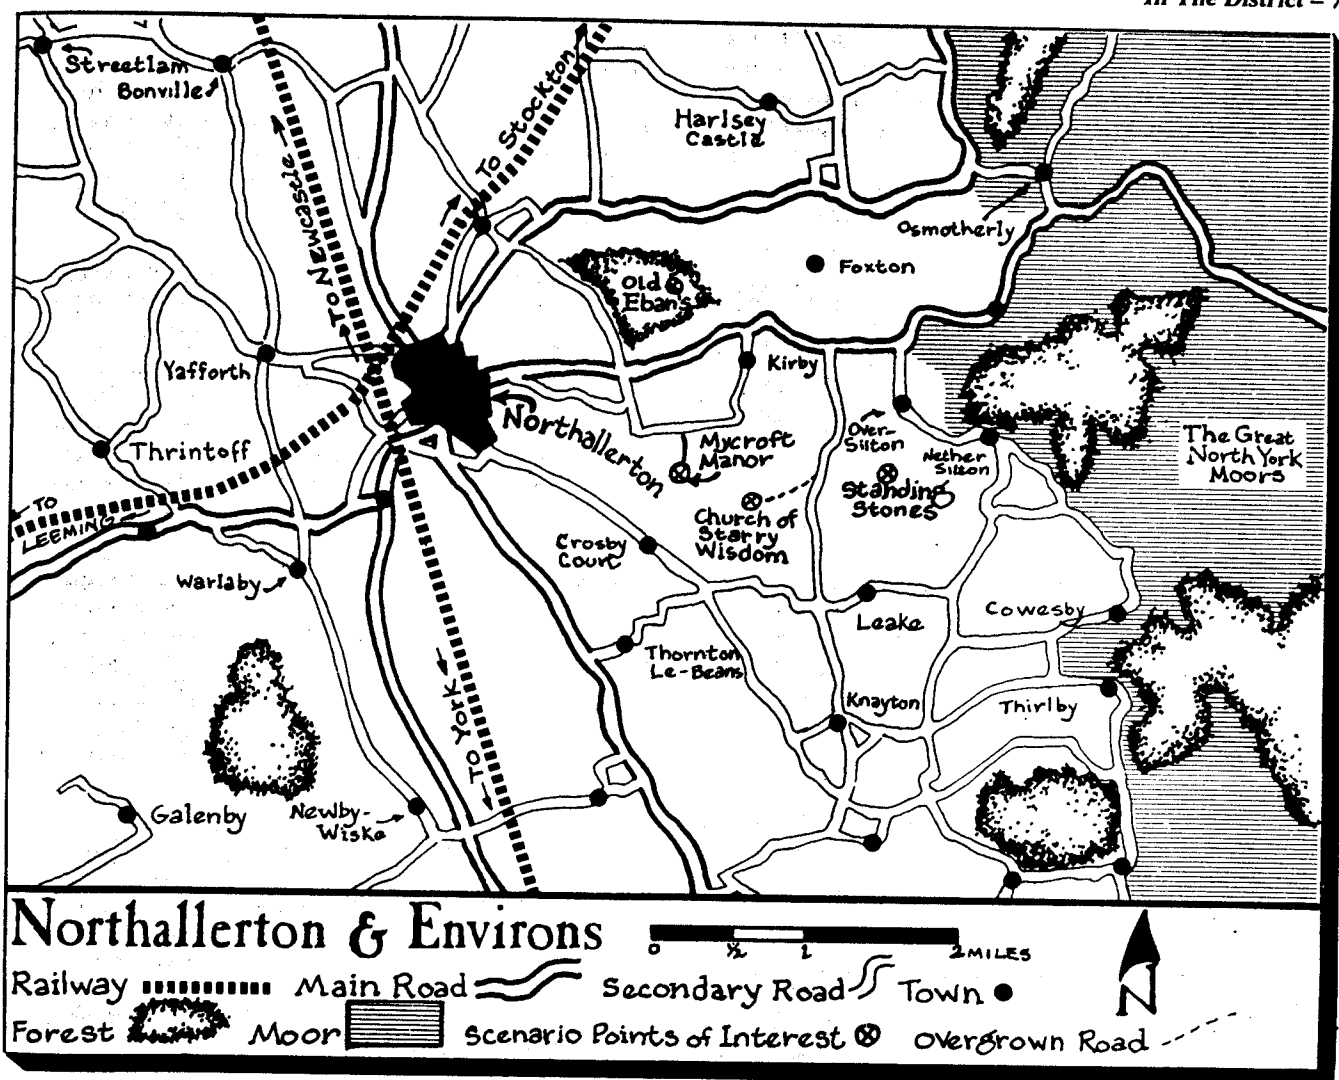 In The District –
Streetlam
Bonville
To Newcastle
To Stockton
Harlsey
Castle
Osmotherly
Foxton
Old
Eban's
Yafforth
Kirby
Northallerton
Mycroft
Manor
Over-
Silton
Nether
Silton
Standing
Stones
The Great
North York
Moors
Thrintoff
To
LEEMING
Church of
Starry
Wisdom
Crosby
Court
Warlaby
Leake
Cowesby
Thornton
Le-Beans
Knayton
Thirlby
To York
Galenby
Newby-
Wiske
Northallerton & Environs
0 ½ 1 2 MILES
Railway Main Road Secondary Road Town
Forest Moor Scenario Points of Interest Overgrown Road
N